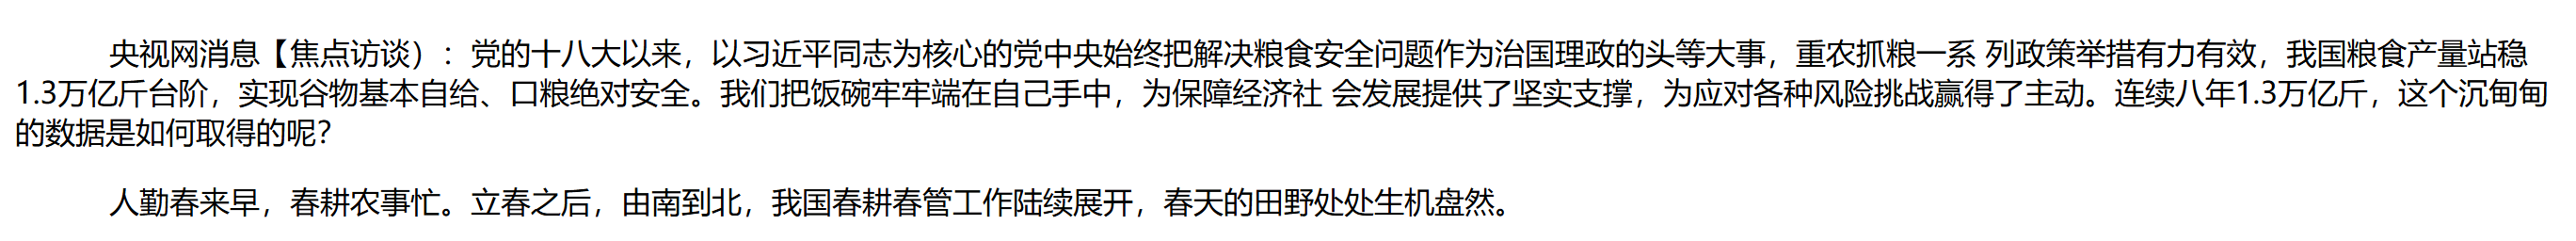 央视网消息【焦点访谈）：党的十八大以来，以习近平同志为核心的党中央始终把解决粮食安全问题作为治国理政的头等大事，重农抓粮一系 列政策举措有力有效，我国粮食产量站稳
1.3万亿斤台阶，实现谷物基本自给、口粮绝对安全。我们把饭碗牢牢端在自己手中，为保障经济社 会发展提供了坚实支撑，为应对各种风险挑战赢得了主动。连续八年1.3万亿斤，这个沉甸甸
的数据是如何取得的呢？
人勤春来早，春耕农事忙。立春之后，由南到北，我国春耕春管工作陆续展开，春天的田野处处生机盘然。